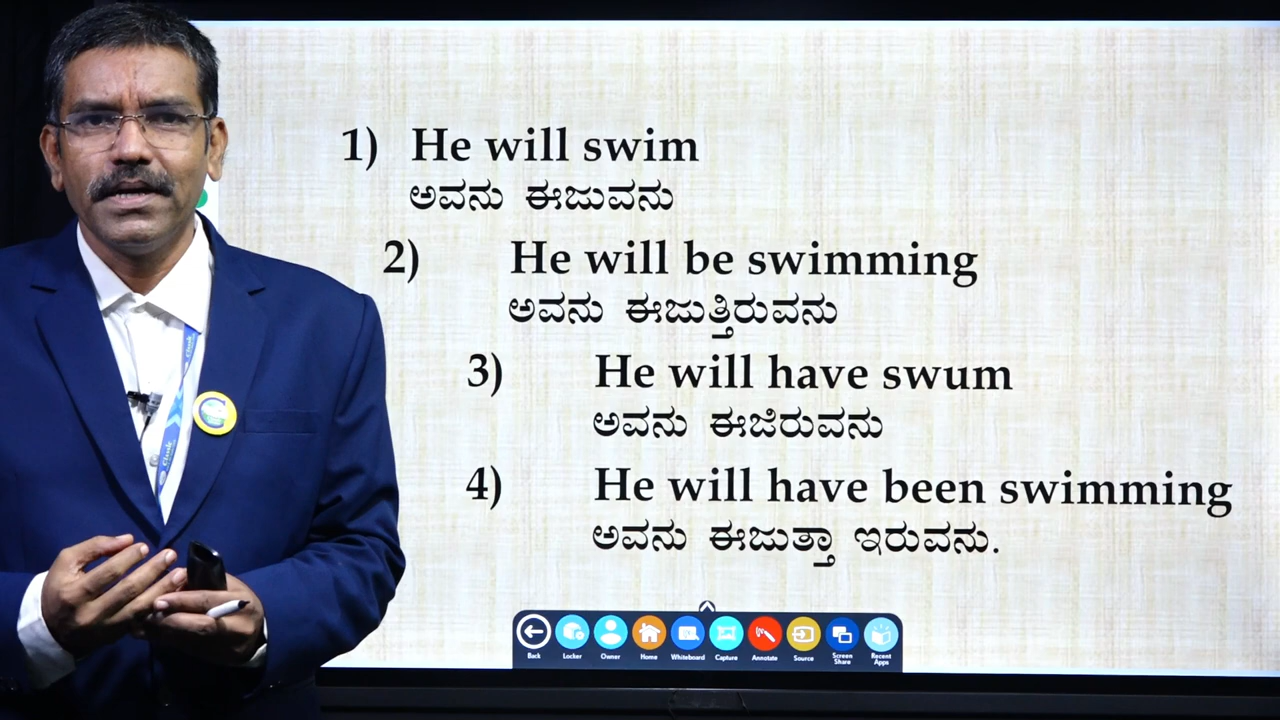 1) He will swim
ಅವನು ಈಜುವನು
2) He will be swimming
ಅವನು ಈಜುತ್ತಿರುವನು
3) He will have swum
ಅವನು ಈಜಿರುವನು
4) He will have been swimming
ಅವನು ಈಜುತ್ತಾ ಇರುವನು.
Back Locker Owner Home Whiteboard Capture Annotate Source Screen Share Recent Apps